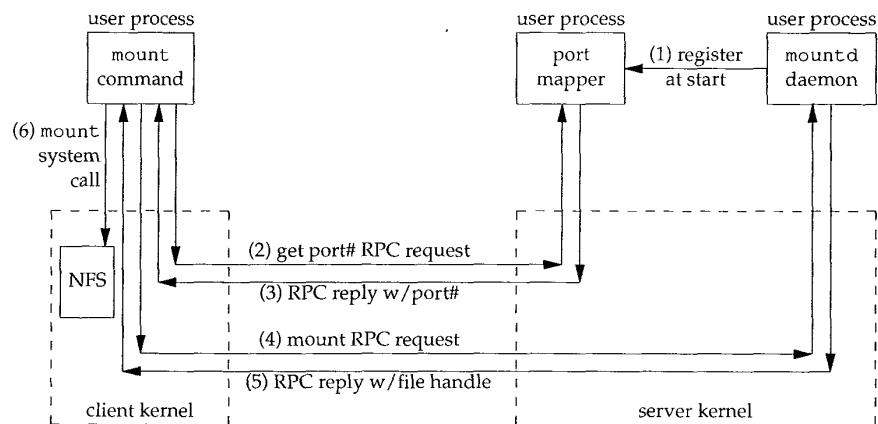 user process
user process
user process
mount
command
port
mapper
(1) register
at start
mountd
daemon
(6) mount
system
call
NFS
(2) get port# RPC request
(3) RPC reply w/port#
(4) mount RPC request
(5) RPC reply w/file handle
client kernel
server kernel